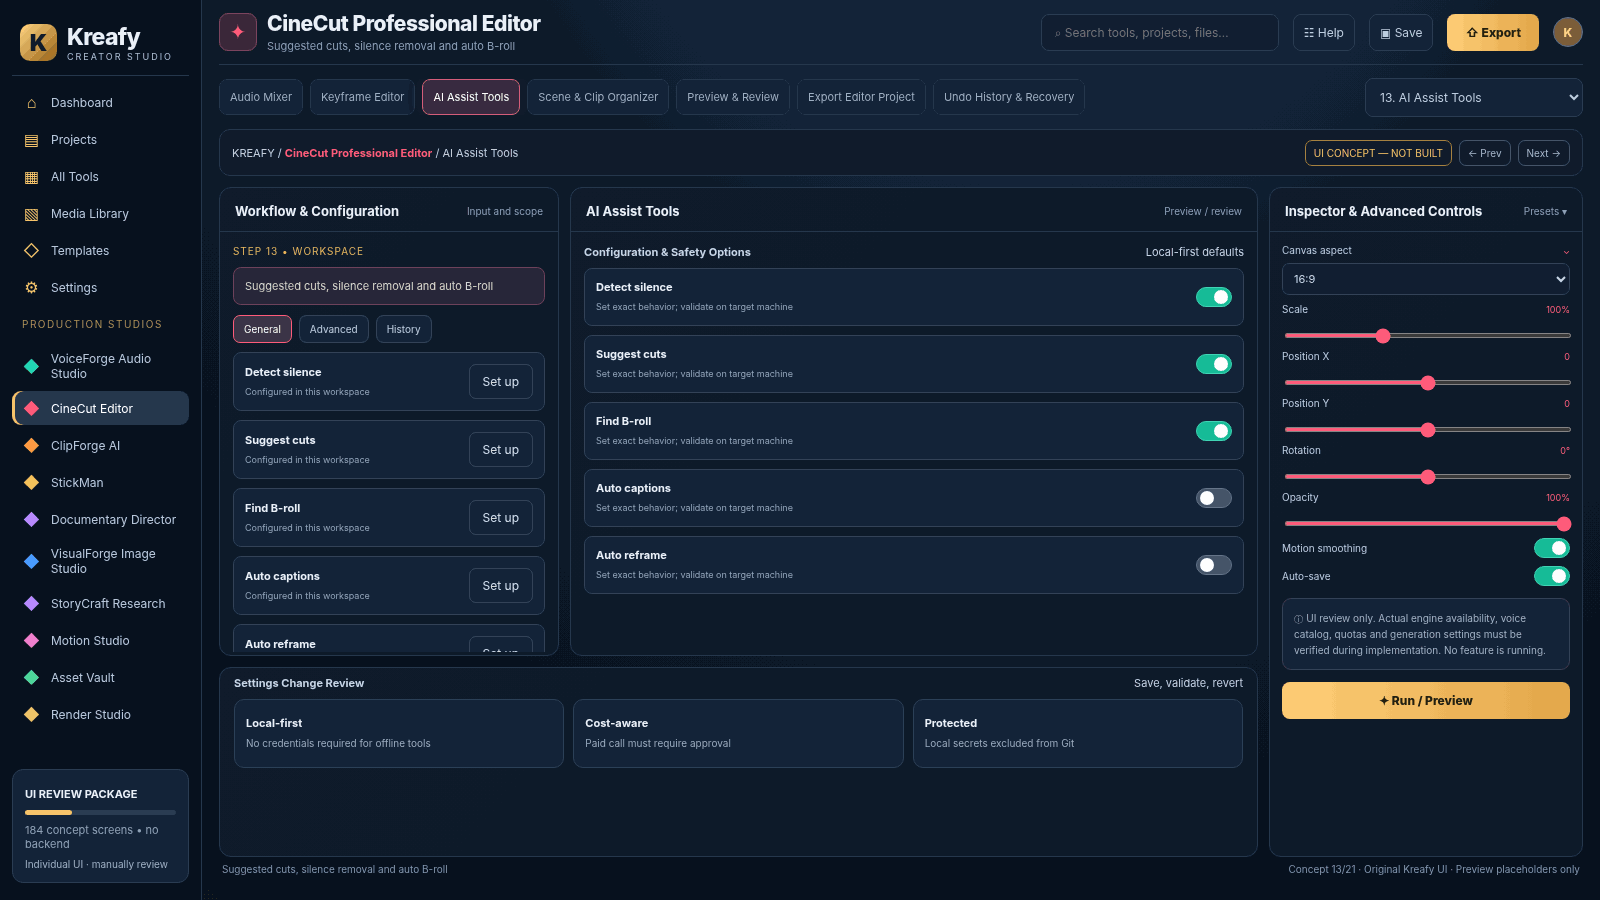 K
Kreafy
CREATOR STUDIO
Dashboard
Projects
All Tools
Media Library
Templates
Settings
PRODUCTION STUDIOS
VoiceForge Audio
Studio
CineCut Editor
ClipForge AI
StickMan
Documentary Director
VisualForge Image
Studio
StoryCraft Research
Motion Studio
Asset Vault
Render Studio
UI REVIEW PACKAGE
184 concept screens • no
backend
Individual UI · manually review
CineCut Professional Editor
Suggested cuts, silence removal and auto B-roll
Search tools, projects, files...
Help
Save
Export
K
Audio Mixer
Keyframe Editor
AI Assist Tools
Scene & Clip Organizer
Preview & Review
Export Editor Project
Undo History & Recovery
13. AI Assist Tools
KREAFY / CineCut Professional Editor / AI Assist Tools
UI CONCEPT — NOT BUILT
← Prev
Next →
Workflow & Configuration
Input and scope
STEP 13 • WORKSPACE
Suggested cuts, silence removal and auto B-roll
General
Advanced
History
Detect silence
Configured in this workspace
Set up
Suggest cuts
Configured in this workspace
Set up
Find B-roll
Configured in this workspace
Set up
Auto captions
Configured in this workspace
Set up
Auto reframe
Set up
AI Assist Tools
Preview / review
Configuration & Safety Options
Local-first defaults
Detect silence
Set exact behavior; validate on target machine
Suggest cuts
Set exact behavior; validate on target machine
Find B-roll
Set exact behavior; validate on target machine
Auto captions
Set exact behavior; validate on target machine
Auto reframe
Set exact behavior; validate on target machine
Settings Change Review
Save, validate, revert
Local-first
No credentials required for offline tools
Cost-aware
Paid call must require approval
Protected
Local secrets excluded from Git
Inspector & Advanced Controls
Presets ▾
Canvas aspect
16:9
Scale
100%
Position X
0
Position Y
0
Rotation
0°
Opacity
100%
Motion smoothing
Auto-save
ⓘ UI review only. Actual engine availability, voice
catalog, quotas and generation settings must be
verified during implementation. No feature is running.
✦ Run / Preview
Suggested cuts, silence removal and auto B-roll
Concept 13/21 · Original Kreafy UI · Preview placeholders only